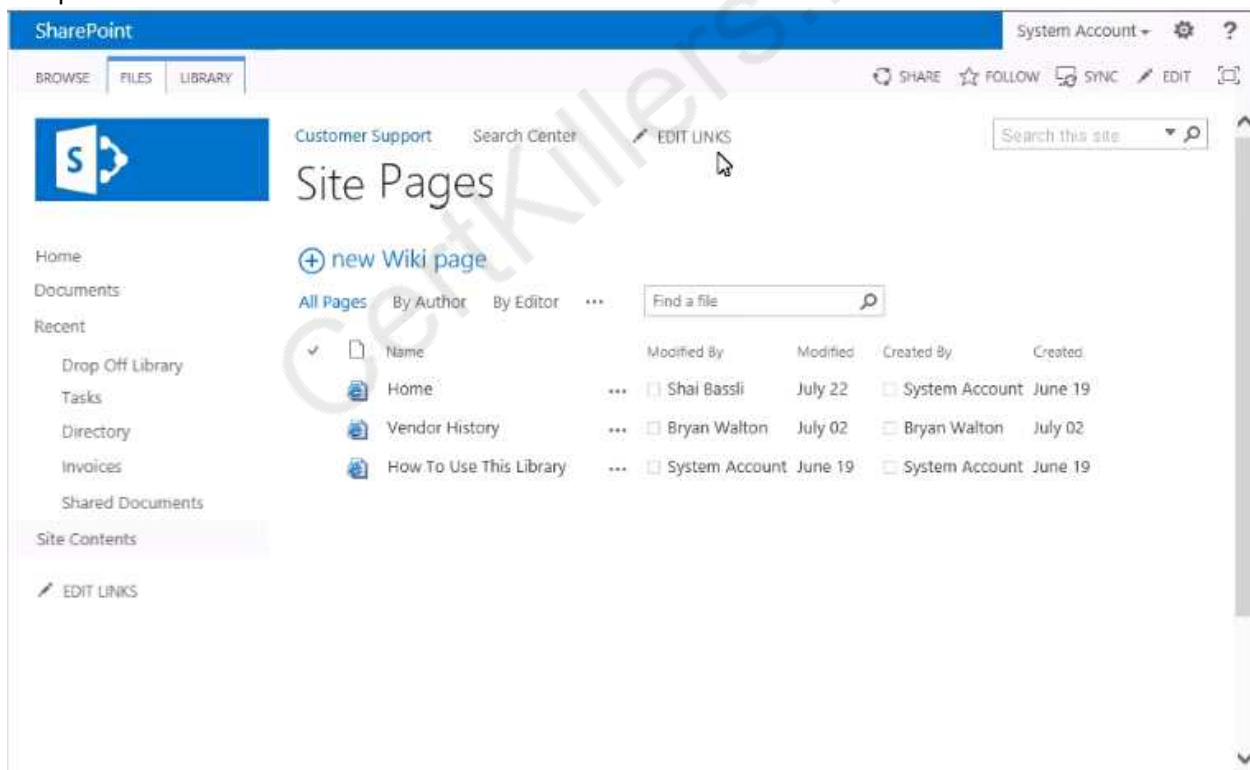 SharePoint System Account ?
BROWSE FILES LIBRARY SHARE FOLLOW SYNC EDIT
S Customer Support Search Center EDIT LINKS Search this site
Site Pages
Home new Wiki page
Documents All Pages By Author By Editor ... Find a file
Recent
Name Modified By Modified Created By Created
Drop Off Library
Home ... Shai Bassli July 22 System Account June 19
Tasks
Directory Vendor History ... Bryan Walton July 02 Bryan Walton July 02
Invoices How To Use This Library ... System Account June 19 System Account June 19
Shared Documents
Site Contents
EDIT LINKS
CertKillers.